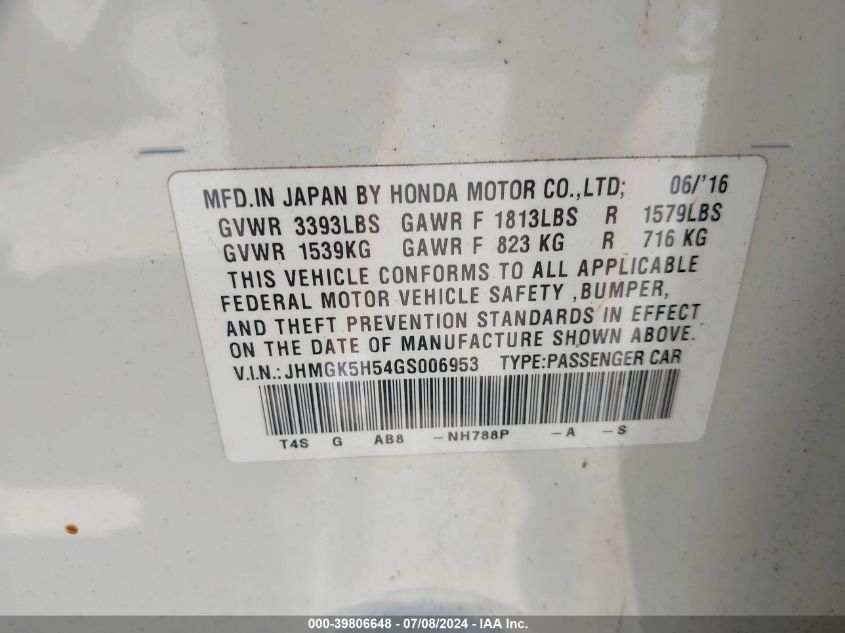 MFD.IN JAPAN BY HONDA MOTOR CO.,LTD; 06/'16
GVWR 3393LBS GAWR F 1813LBS R 1579LBS
GVWR 1539KG GAWR F 823 KG R 716 KG
THIS VEHICLE CONFORMS TO ALL APPLICABLE
FEDERAL MOTOR VEHICLE SAFETY ,BUMPER,
AND THEFT PREVENTION STANDARDS IN EFFECT
ON THE DATE OF MANUFACTURE SHOWN ABOVE.
V.I.N.: JHMGK5H54GS006953 TYPE:PASSENGER CAR
T4S G AB8 -NH788P -A -S
000-39806648 - 07/08/2024 - IAA Inc.